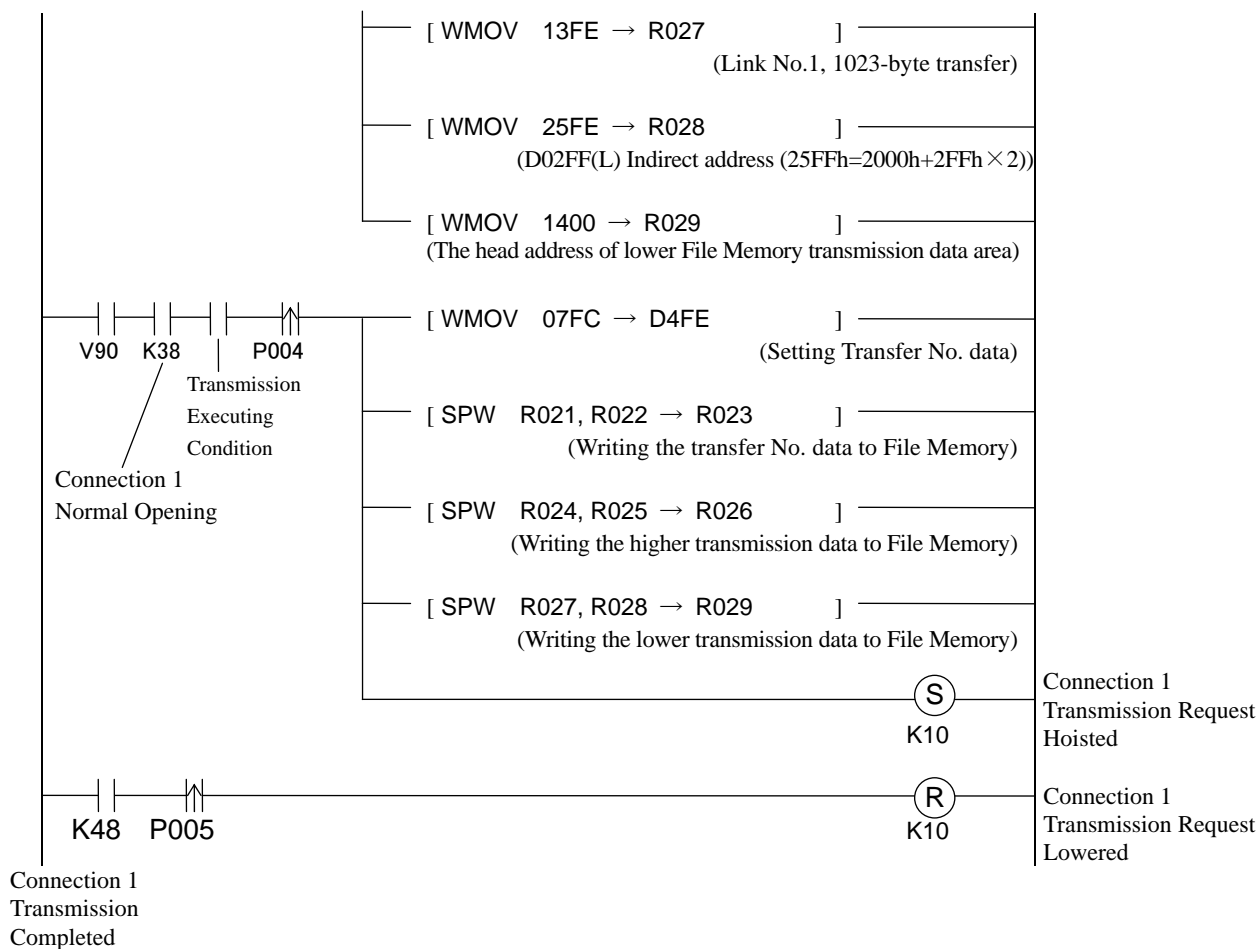 [ WMOV 13FE → R027 ]
(Link No.1, 1023-byte transfer)
[ WMOV 25FE → R028 ]
(D02FF(L) Indirect address (25FFh=2000h+2FFh×2))
[ WMOV 1400 → R029 ]
(The head address of lower File Memory transmission data area)
[ WMOV 07FC → D4FE ]
(Setting Transfer No. data)
V90 K38 P004
Transmission
Executing
Condition
Connection 1
Normal Opening
[ SPW R021, R022 → R023 ]
(Writing the transfer No. data to File Memory)
[ SPW R024, R025 → R026 ]
(Writing the higher transmission data to File Memory)
[ SPW R027, R028 → R029 ]
(Writing the lower transmission data to File Memory)
S
K10
Connection 1
Transmission Request
Hoisted
K48 P005
R
K10
Connection 1
Transmission Request
Lowered
Connection 1
Transmission
Completed